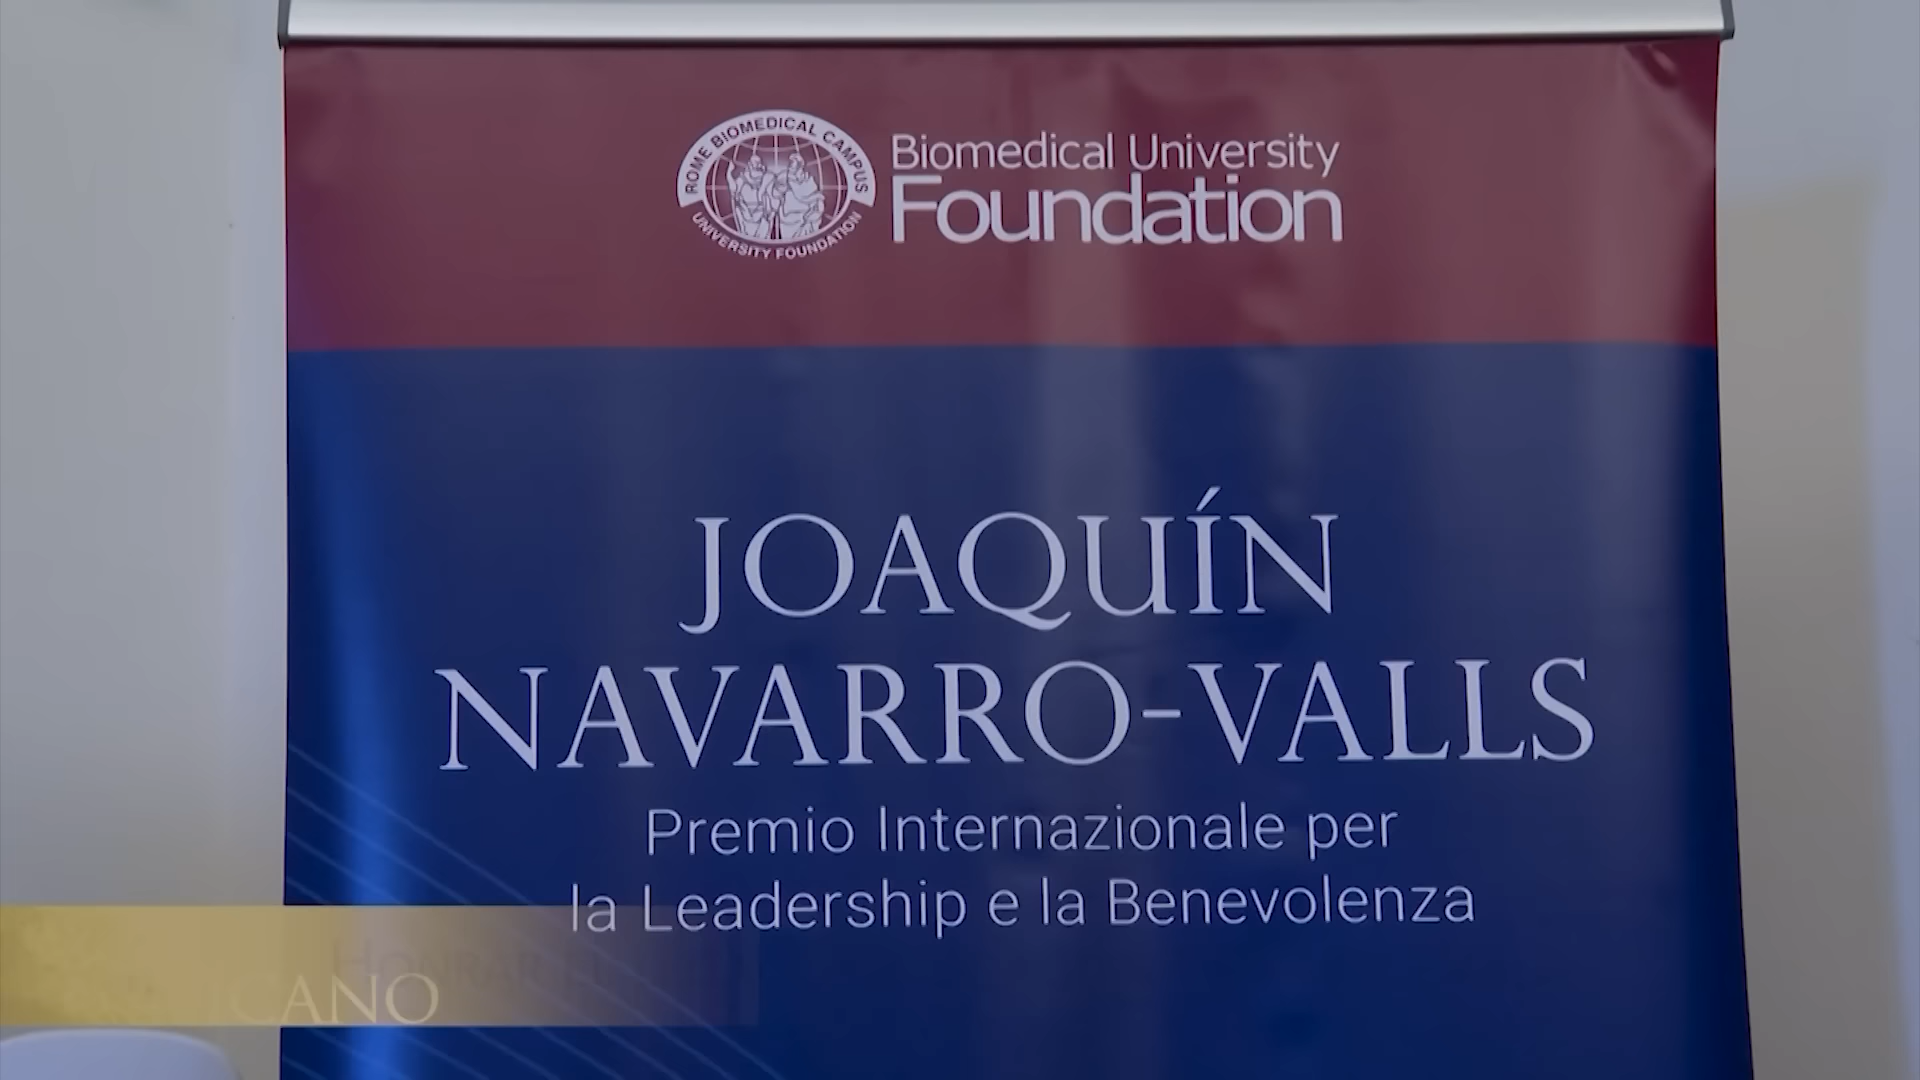 ROME BIOMEDICAL CAMPUS
UNIVERSITY FOUNDATION
Biomedical University
Foundation
JOAQUÍN
NAVARRO-VALLS
Premio Internazionale per
la Leadership e la Benevolenza